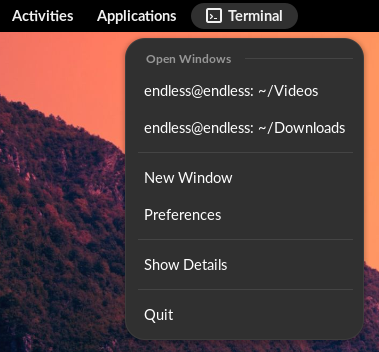 Activities Applications Terminal
Open Windows
endless@endless: ~/Videos
endless@endless: ~/Downloads
New Window
Preferences
Show Details
Quit